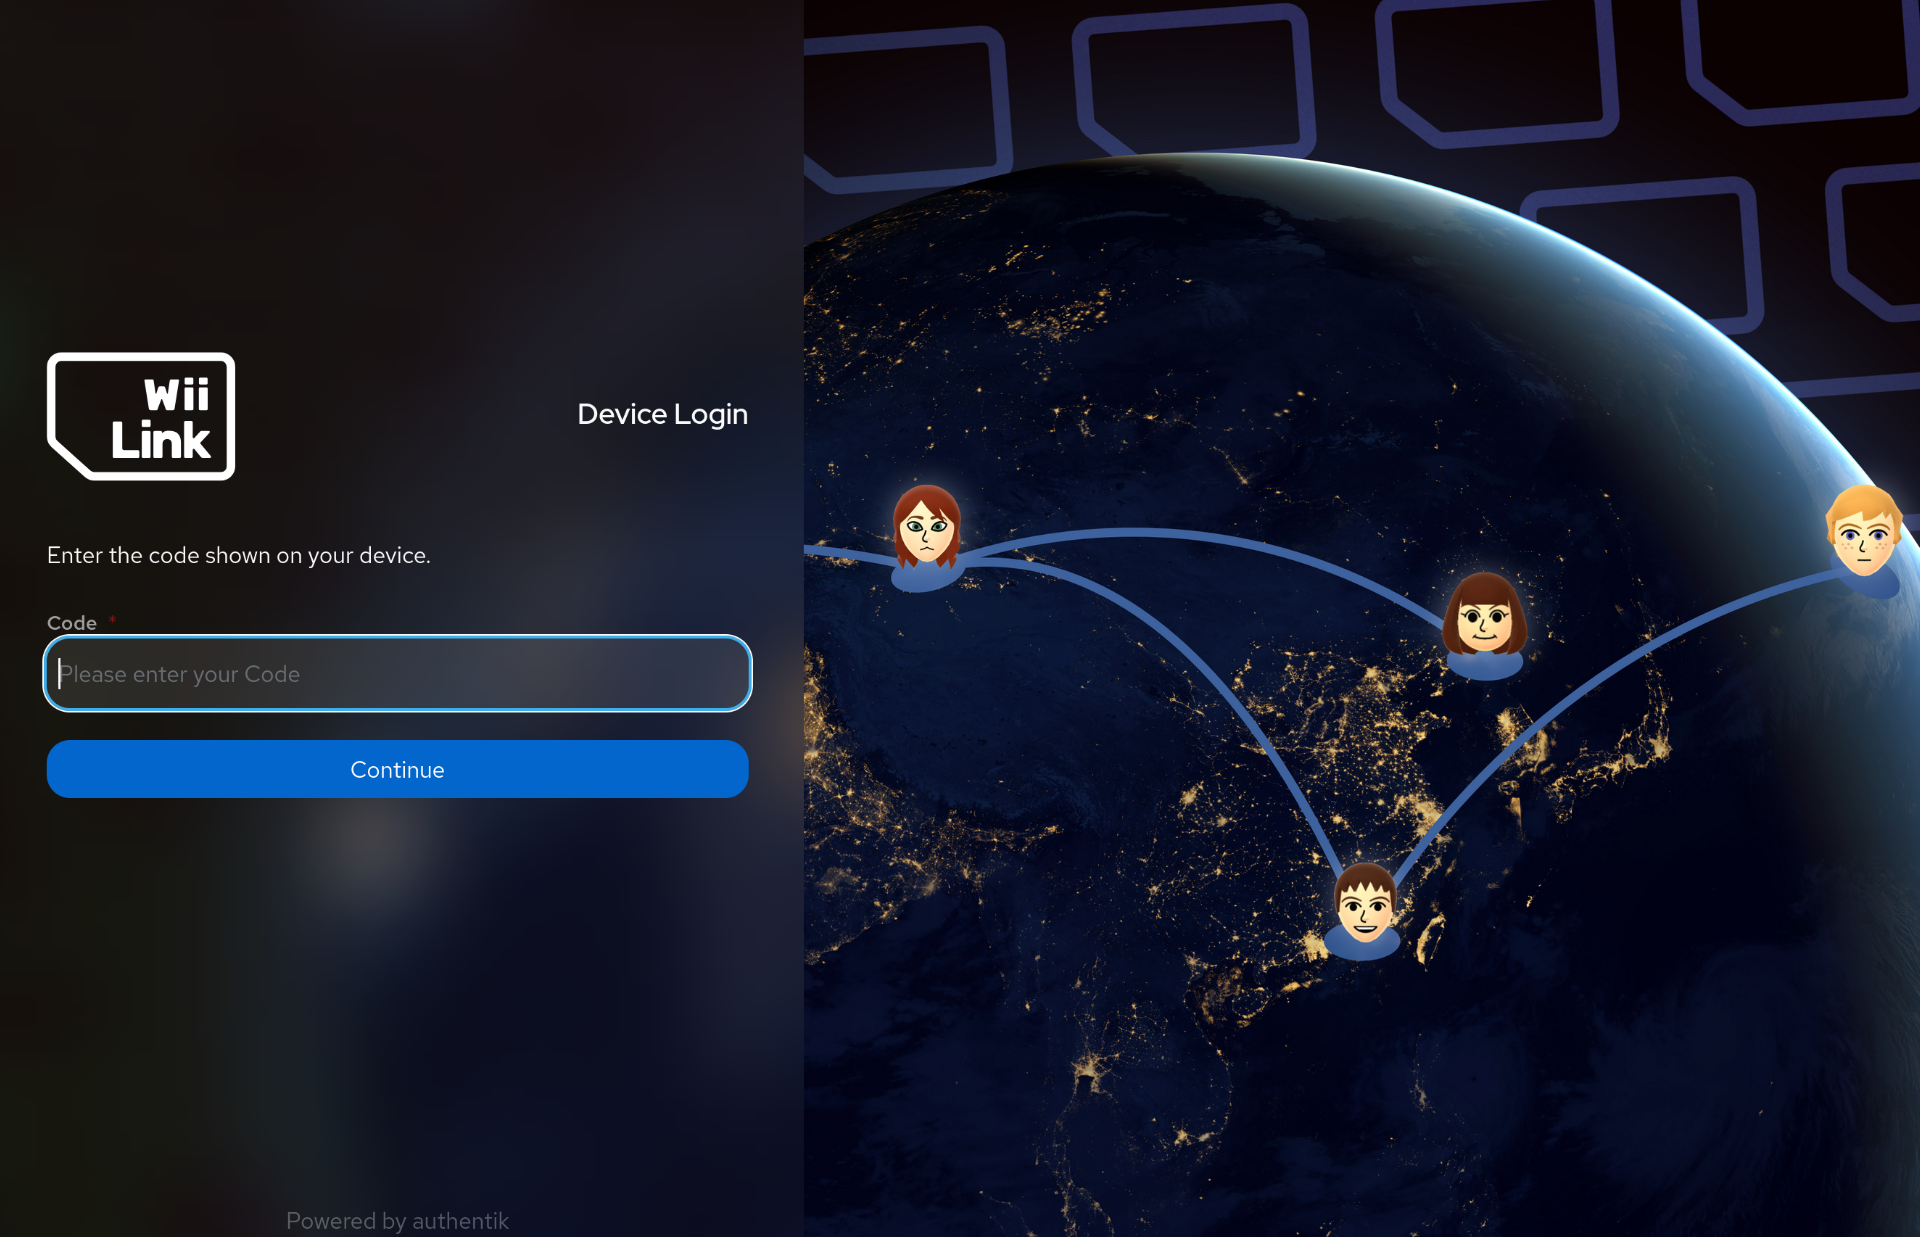 Wii
Link
Device Login
Enter the code shown on your device.
Code *
Please enter your Code
Continue
Powered by authentik